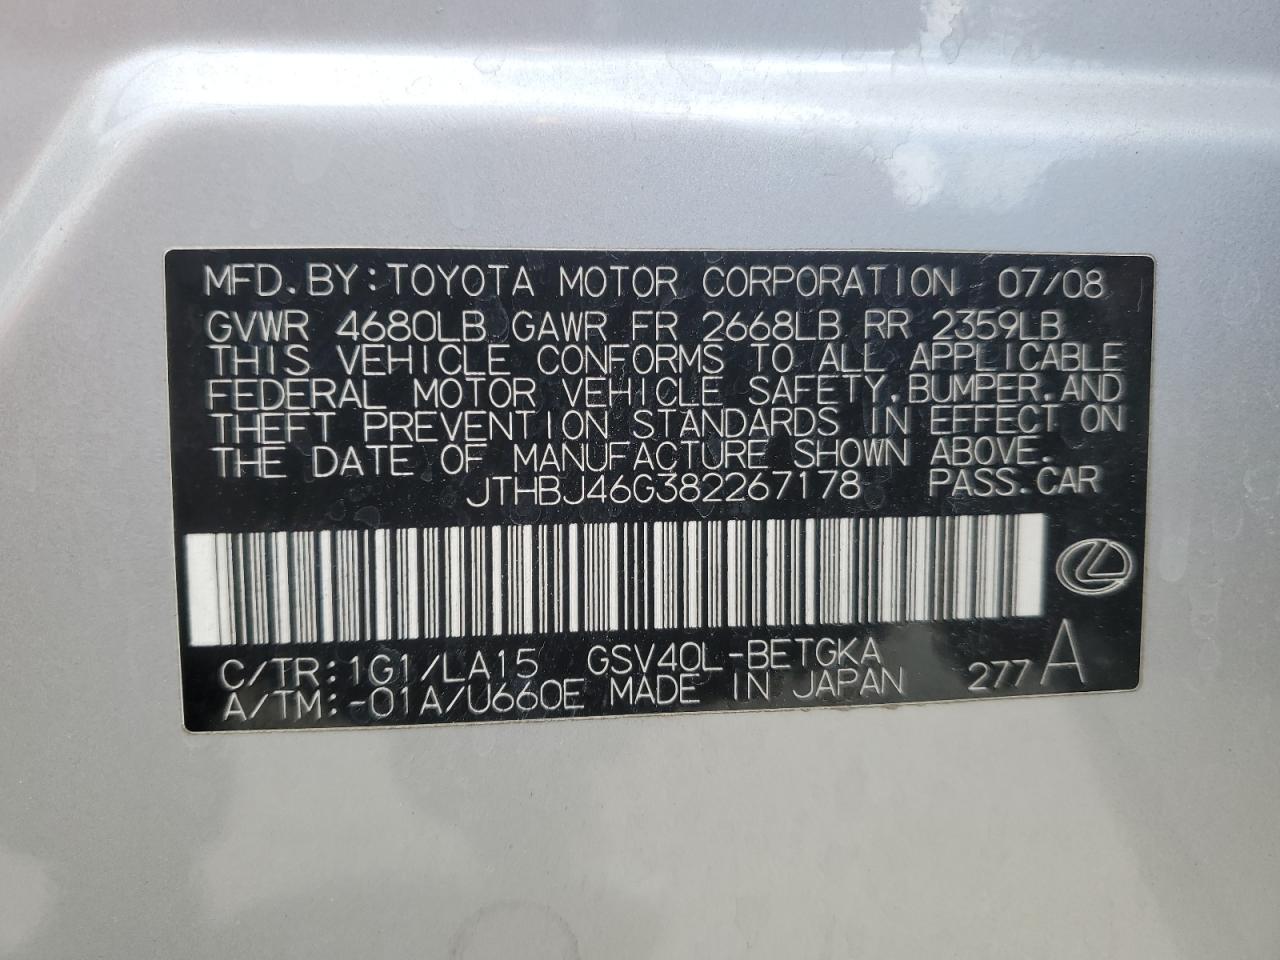 MFD.BY:TOYOTA MOTOR CORPORATION 07/08
GVWR 4680LB GAWR FR 2668LB RR 2359LB
THIS VEHICLE CONFORMS TO ALL APPLICABLE
FEDERAL MOTOR VEHICLE SAFETY,BUMPER,AND
THEFT PREVENTION STANDARDS IN EFFECT ON
THE DATE OF MANUFACTURE SHOWN ABOVE.
JTHBJ46G382267178 PASS.CAR
C/TR:1G1/LA15 GSV40L-BETGKA
A/TM:-01A/U660E MADE IN JAPAN 277 A